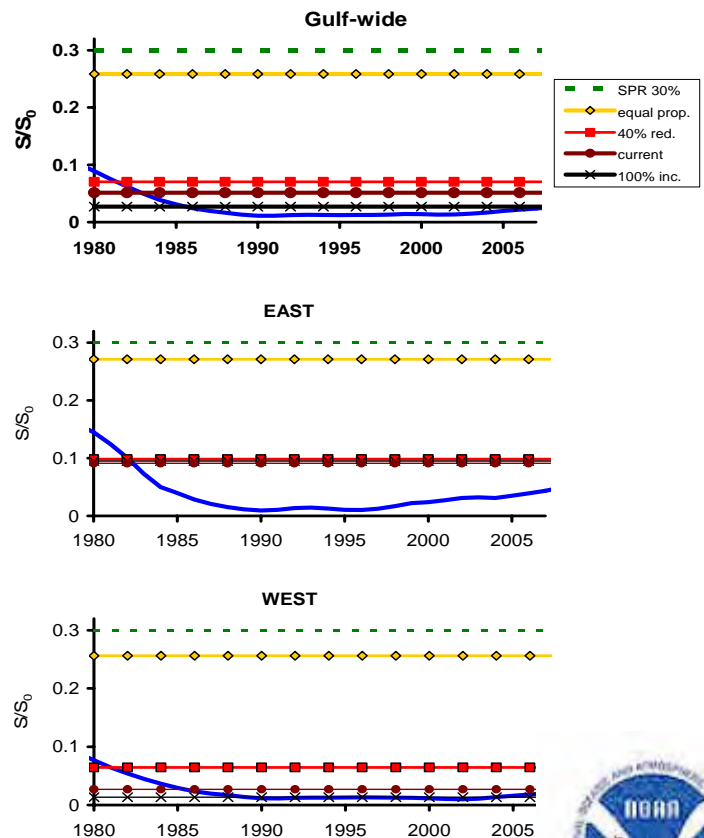 Gulf-wide
0.3
0.2
0.1
0
S/S0
1980 1985 1990 1995 2000 2005
SPR 30%
equal prop.
40% red.
current
100% inc.
EAST
0.3
0.2
0.1
0
S/S0
1980 1985 1990 1995 2000 2005
WEST
0.3
0.2
0.1
0
S/S0
1980 1985 1990 1995 2000 2005
AND ATMOSPHERIC
NOAA